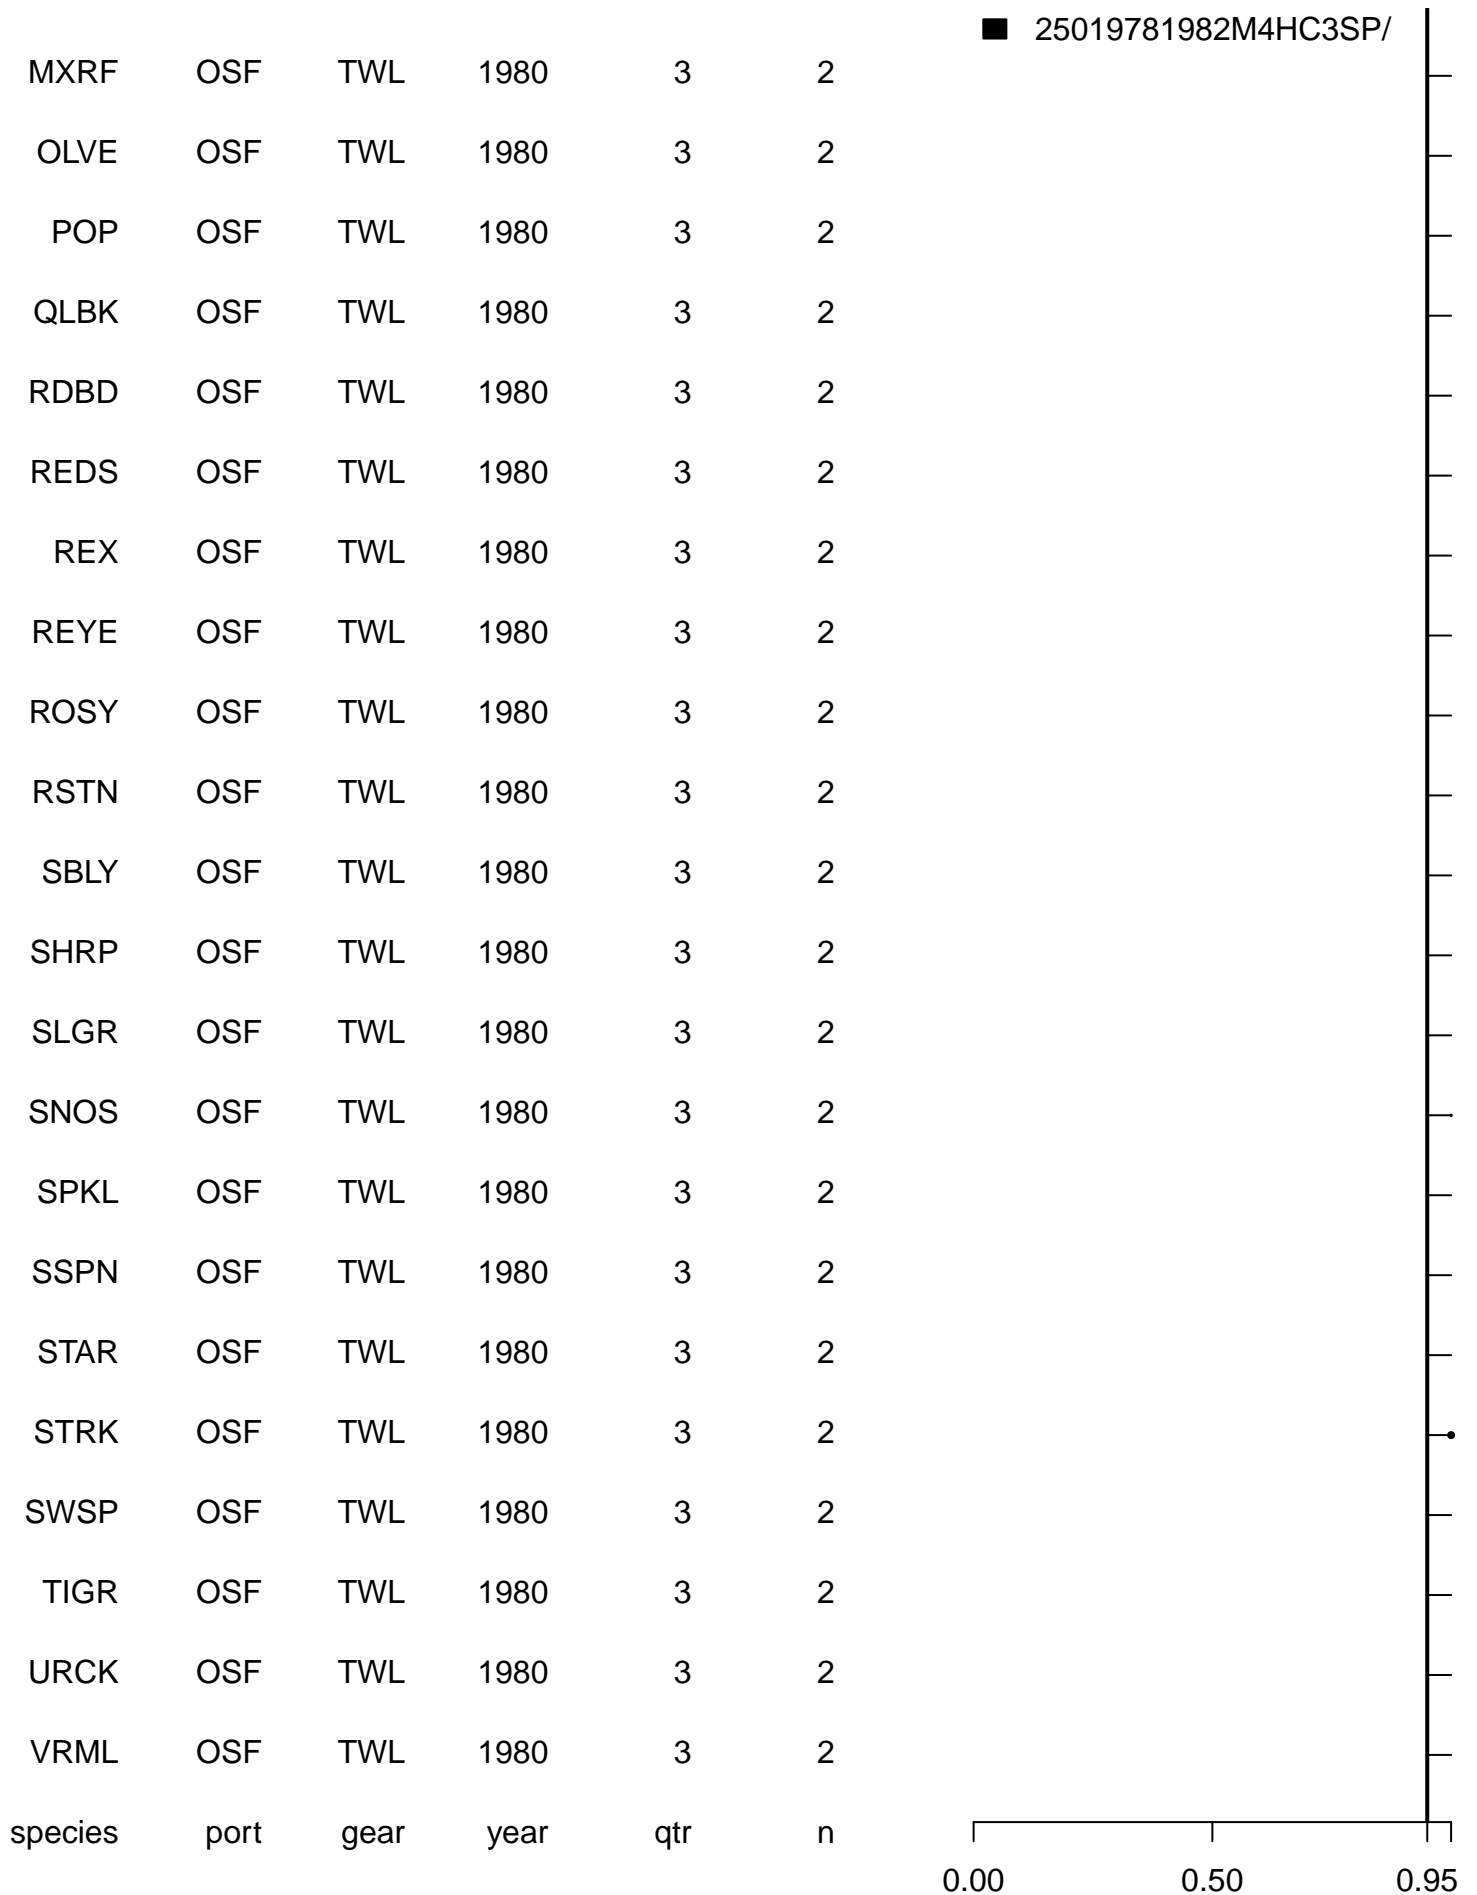 25019781982M4HC3SP/
MXRF OSF TWL 1980 3 2
OLVE OSF TWL 1980 3 2
POP OSF TWL 1980 3 2
QLBK OSF TWL 1980 3 2
RDBD OSF TWL 1980 3 2
REDS OSF TWL 1980 3 2
REX OSF TWL 1980 3 2
REYE OSF TWL 1980 3 2
ROSY OSF TWL 1980 3 2
RSTN OSF TWL 1980 3 2
SBLY OSF TWL 1980 3 2
SHRP OSF TWL 1980 3 2
SLGR OSF TWL 1980 3 2
SNOS OSF TWL 1980 3 2
SPKL OSF TWL 1980 3 2
SSPN OSF TWL 1980 3 2
STAR OSF TWL 1980 3 2
STRK OSF TWL 1980 3 2
SWSP OSF TWL 1980 3 2
TIGR OSF TWL 1980 3 2
URCK OSF TWL 1980 3 2
VRML OSF TWL 1980 3 2
species port gear year qtr n
0.00 0.50 0.95